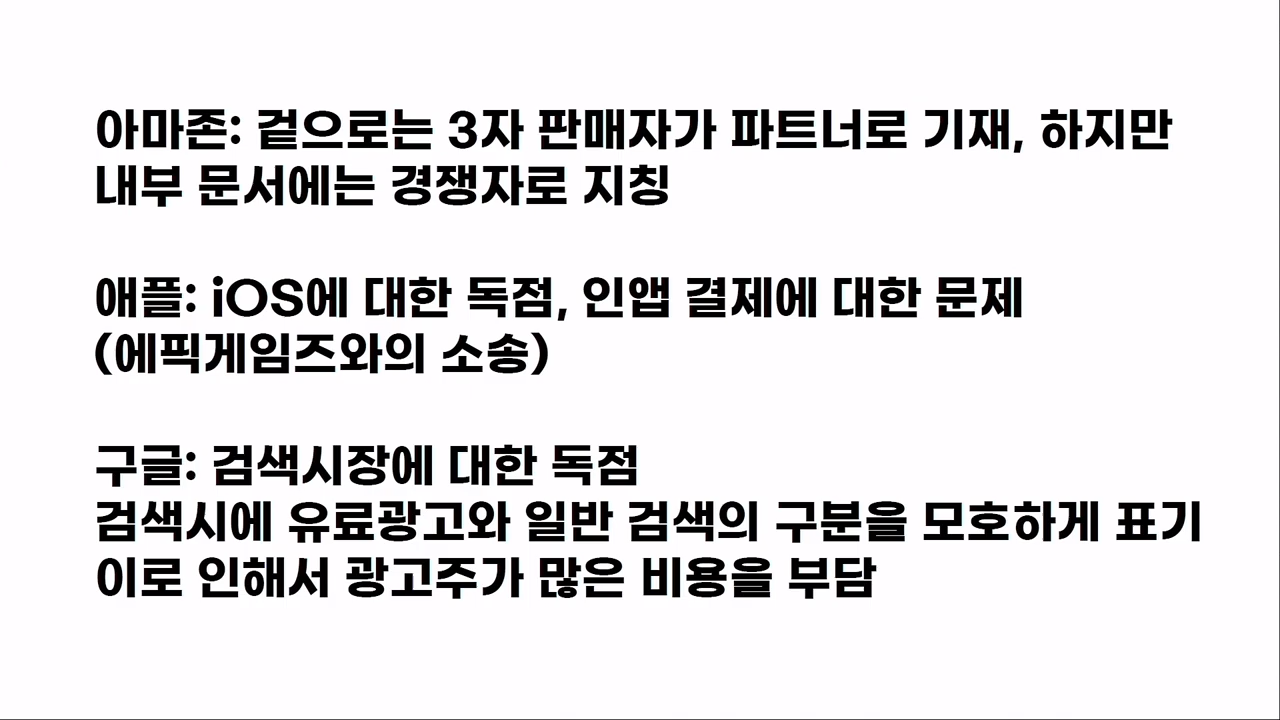 아마존: 겉으로는 3자 판매자가 파트너로 기재, 하지만
내부 문서에는 경쟁자로 지칭
애플: iOS에 대한 독점, 인앱 결제에 대한 문제
(에픽게임즈와의 소송)
구글: 검색시장에 대한 독점
검색시에 유료광고와 일반 검색의 구분을 모호하게 표기
이로 인해서 광고주가 많은 비용을 부담